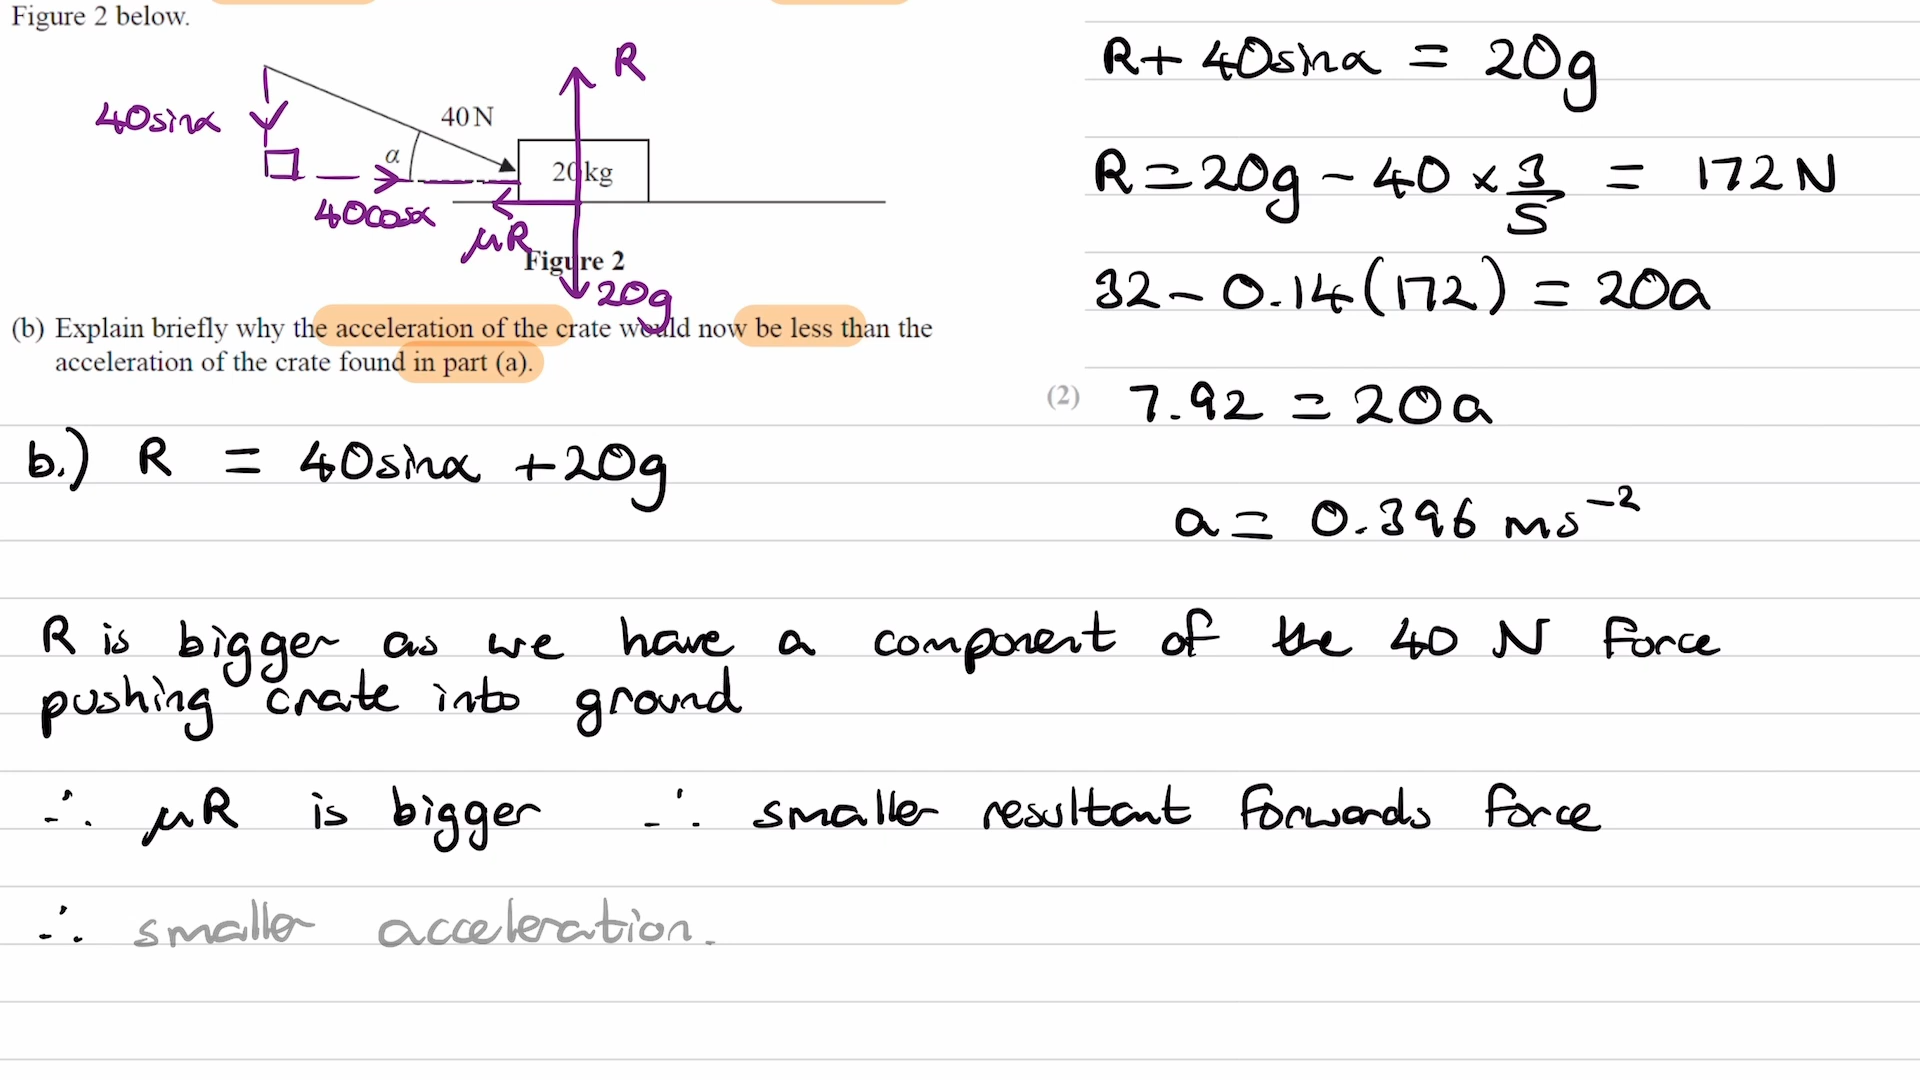 Figure 2 below.
R
40sinα
40 N
α
20kg
40cosα
μR
Figure 2
20g
(b) Explain briefly why the acceleration of the crate would now be less than the
acceleration of the crate found in part (a).
(2)
b.) R = 40sinα + 20g
R + 40sinα = 20g
R = 20g - 40 × 3/5 = 172 N
32 - 0.14(172) = 20a
7.92 = 20a
a = 0.396 ms⁻²
R is bigger as we have a component of the 40 N force
pushing crate into ground
∴ μR is bigger ∴ smaller resultant forwards force
∴ smaller acceleration.